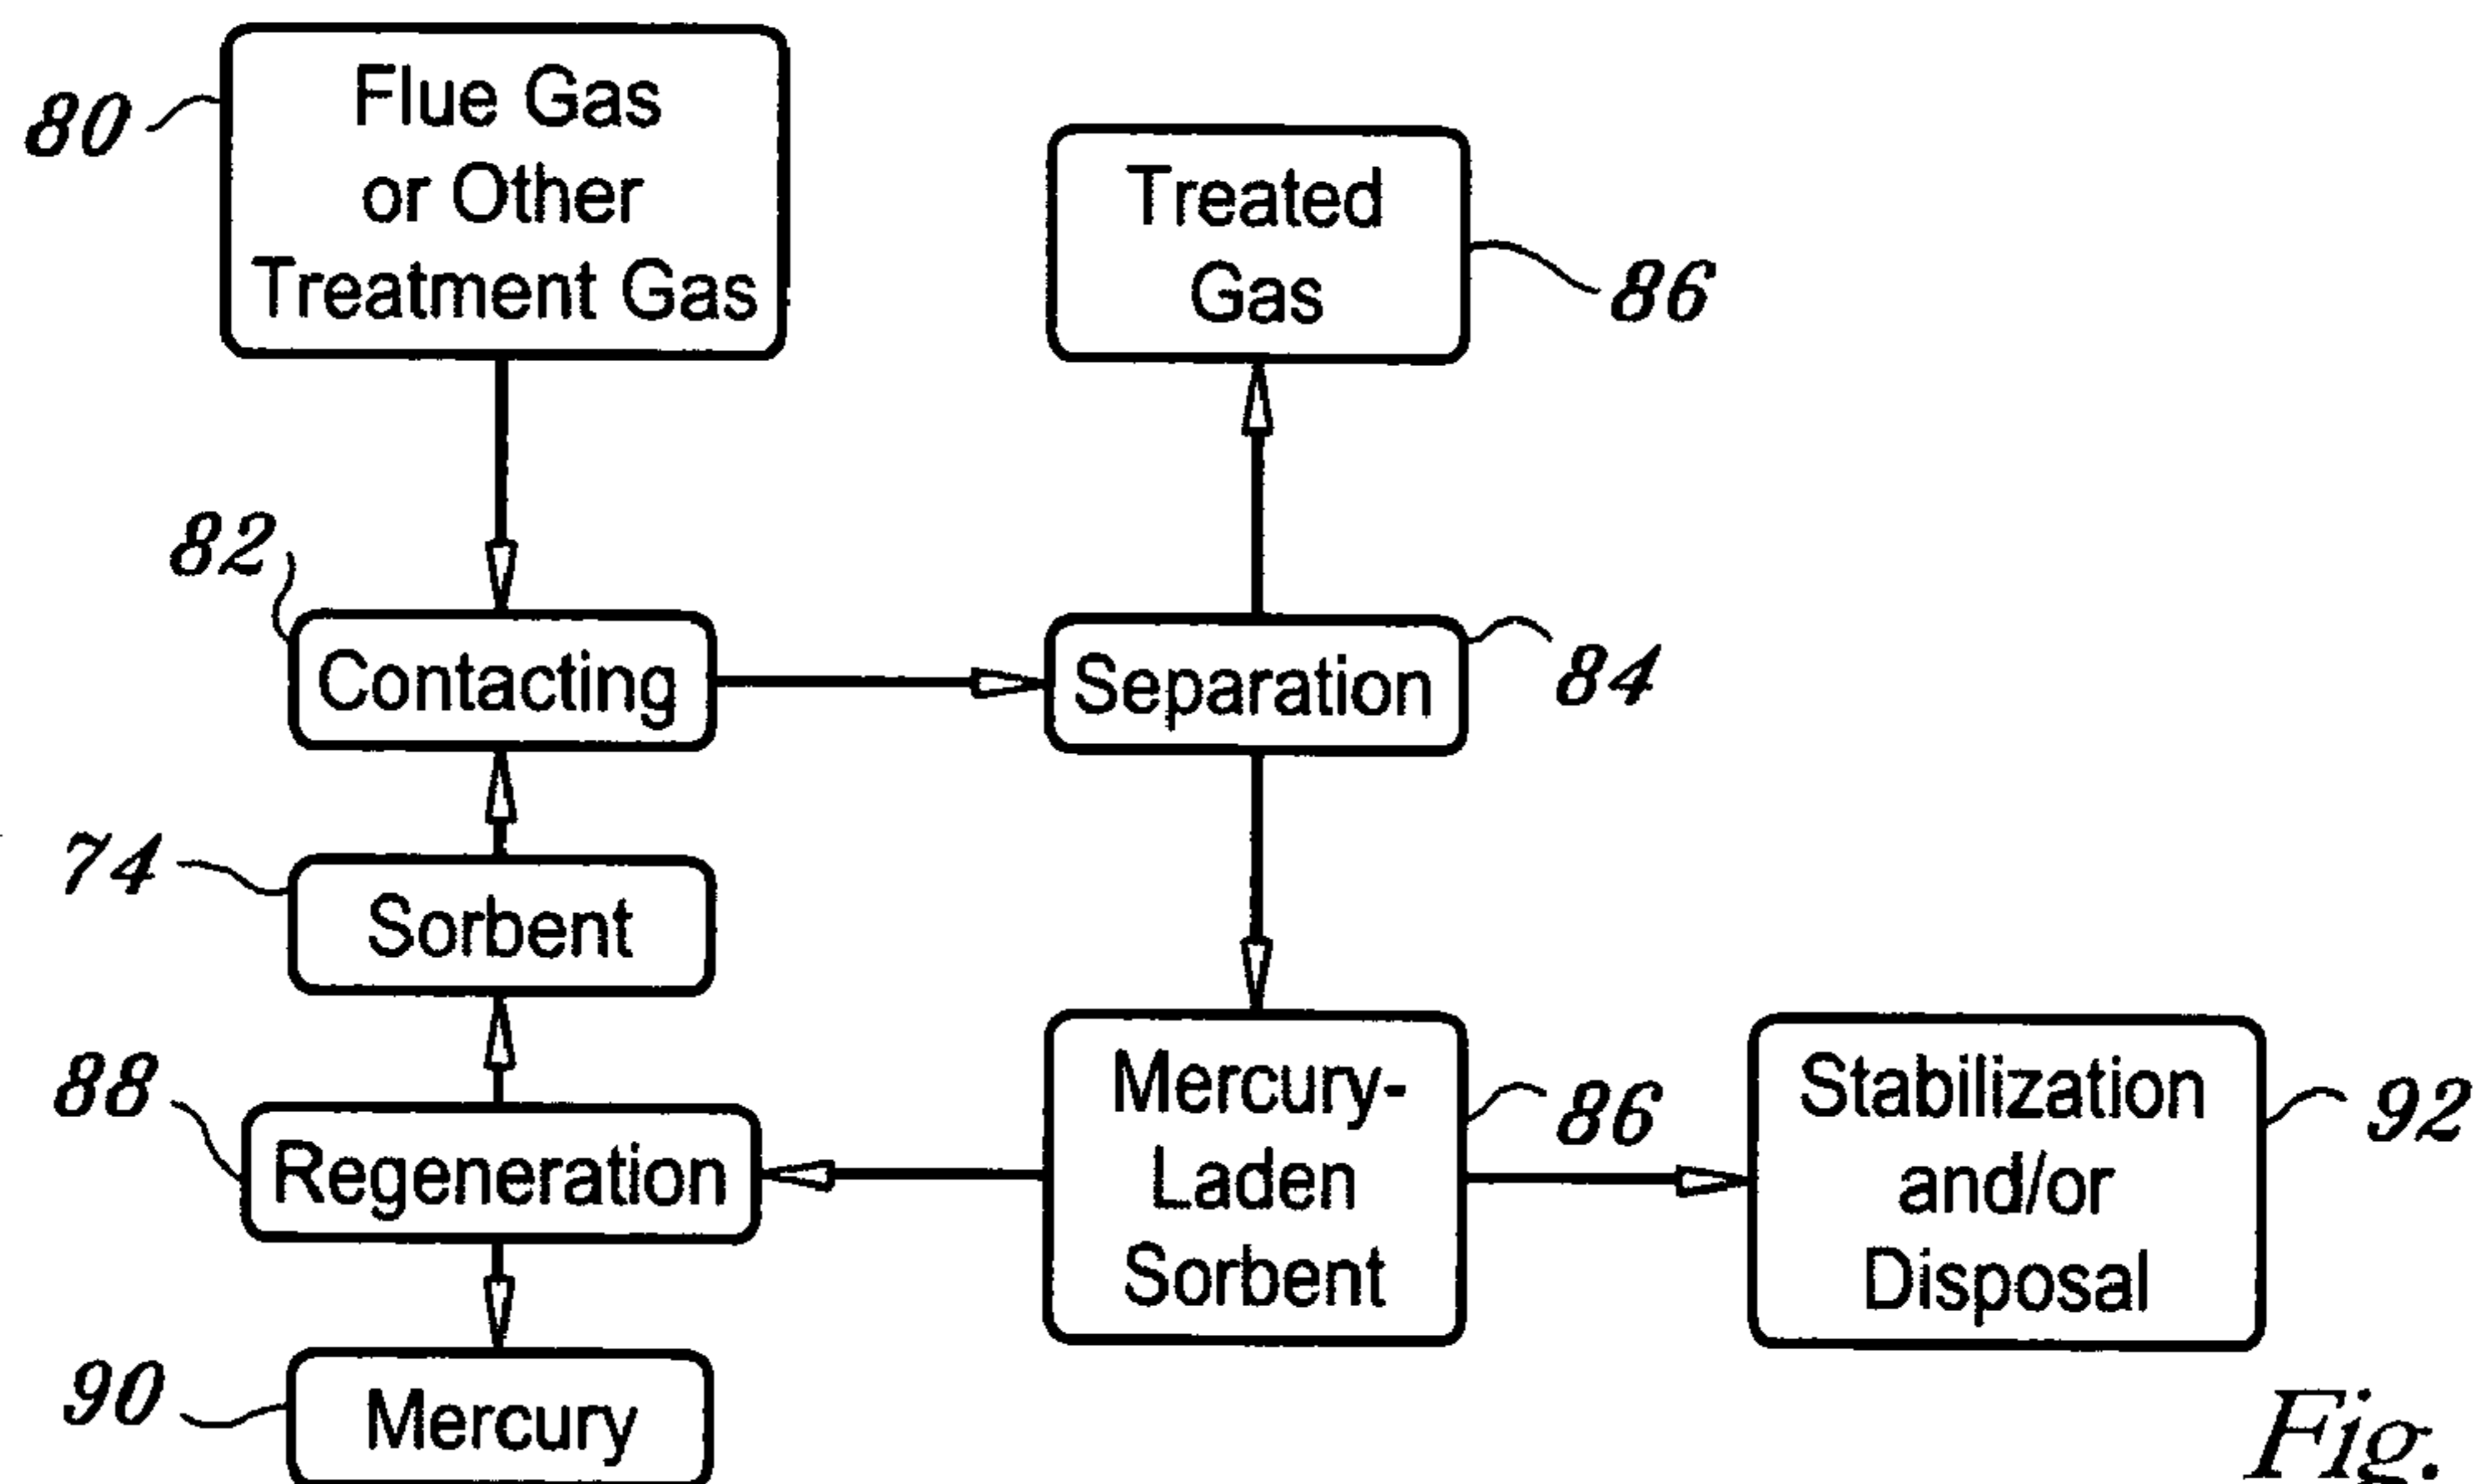 80
Flue Gas
or Other
Treatment Gas
Treated
Gas
86
82
Contacting
Separation
84
74
Sorbent
88
Regeneration
Mercury-
Laden
Sorbent
86
Stabilization
and/or
Disposal
92
90
Mercury
Fig.